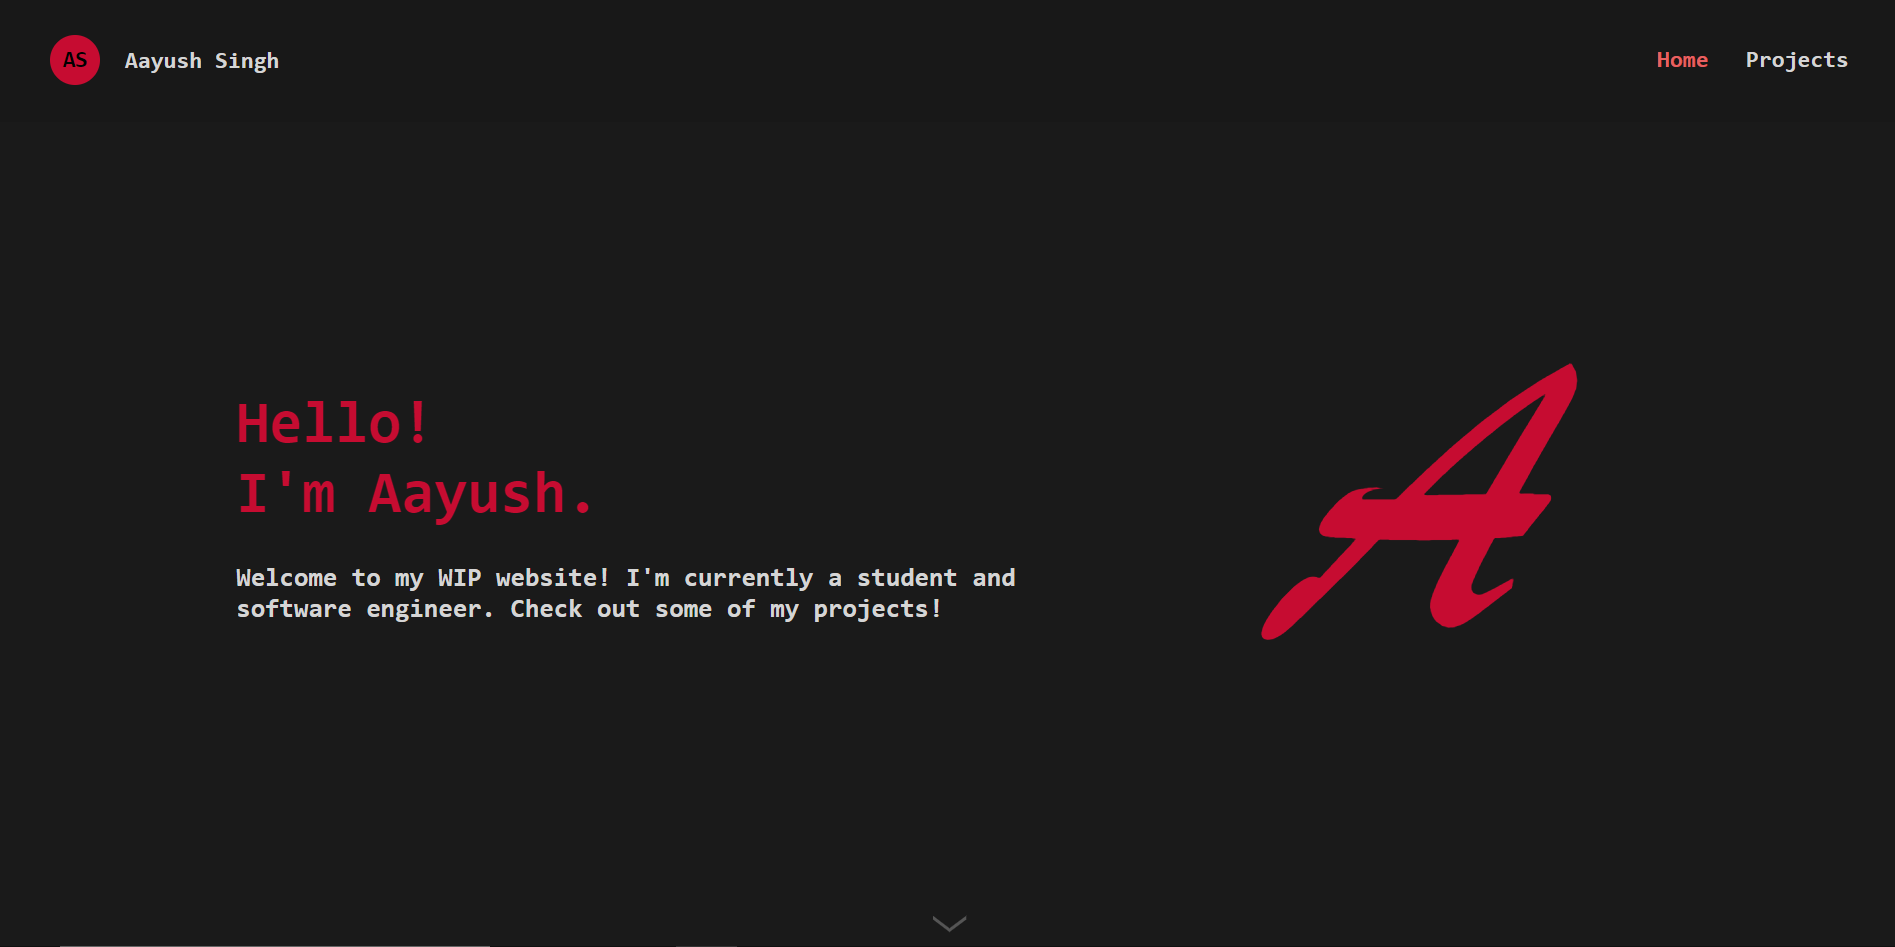 AS Aayush Singh Home Projects
Hello!
I'm Aayush.
Welcome to my WIP website! I'm currently a student and
software engineer. Check out some of my projects!
A